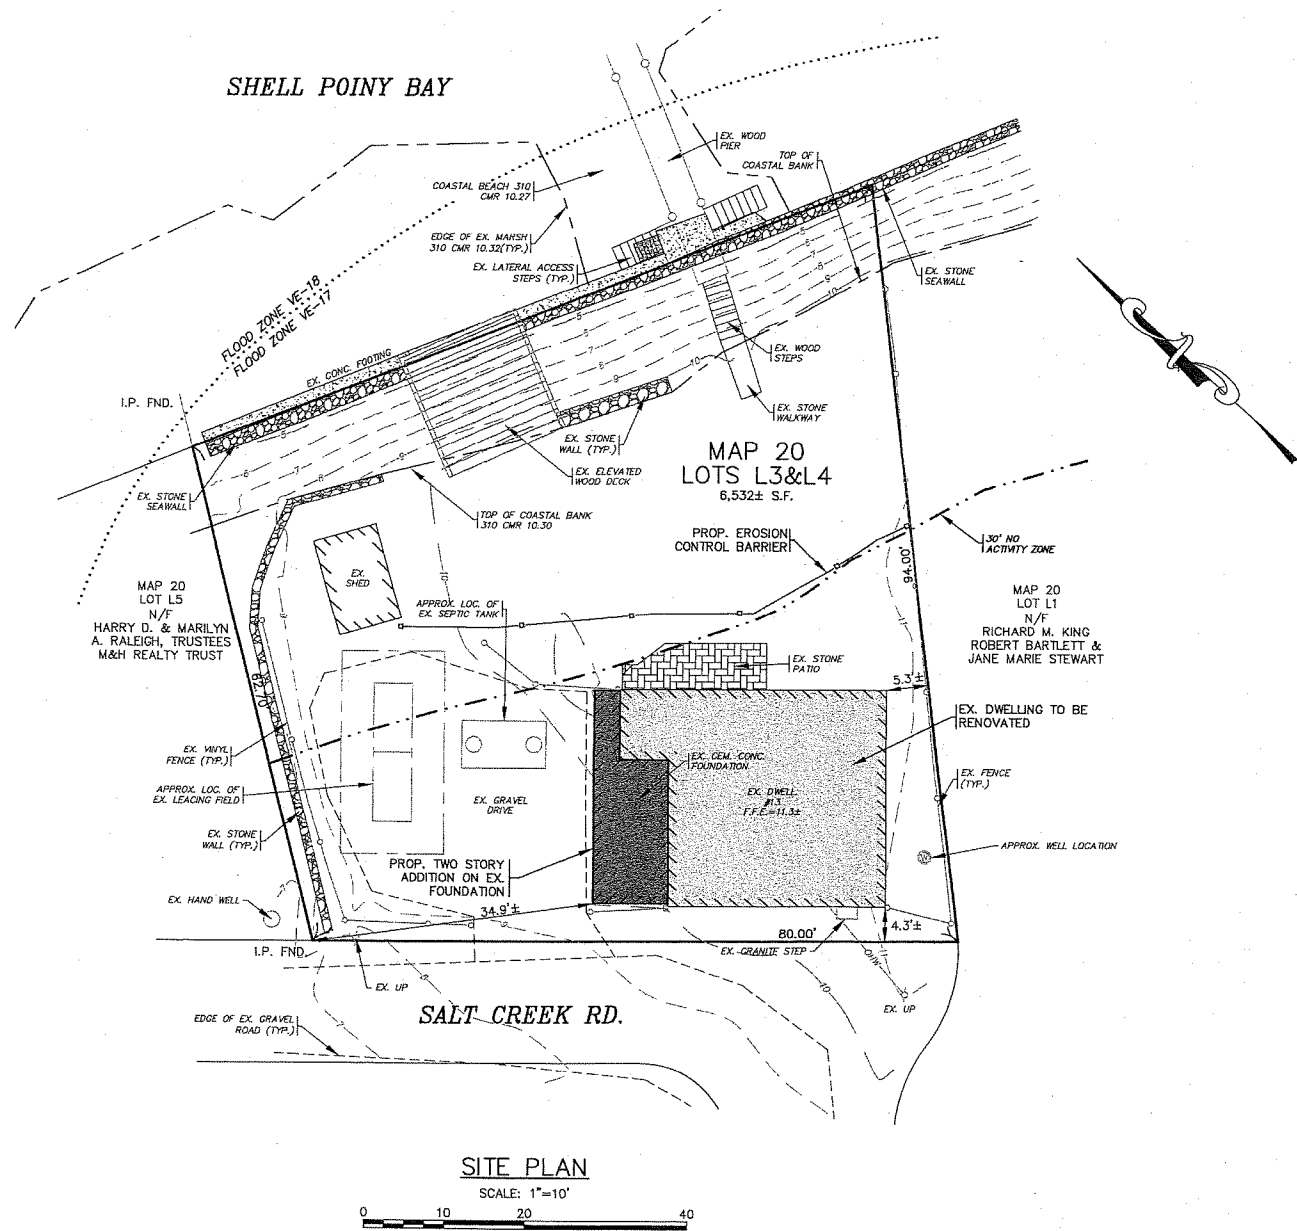 SHELL POINY BAY
EX. WOOD
PIER
TOP OF
COASTAL BANK
COASTAL BEACH 310
CMR 10.27
EDGE OF EX. MARSH
310 CMR 10.32(TYP.)
EX. LATERAL ACCESS
STEPS (TYP.)
EX. STONE
SEAWALL
FLOOD ZONE VE-18
FLOOD ZONE VE-17
EX. CONC. FOOTING
EX. WOOD
STEPS
I.P. FND.
EX. STONE
WALKWAY
EX. STONE
WALL (TYP.)
MAP 20
LOTS L3&L4
6,532± S.F.
EX. ELEVATED
WOOD DECK
EX. STONE
SEAWALL
TOP OF COASTAL BANK
310 CMR 10.30
PROP. EROSION
CONTROL BARRIER
30' NO
ACTIVITY ZONE
94.00'
EX.
SHED
MAP 20
LOT L5
N/F
HARRY D. & MARILYN
A. RALEIGH, TRUSTEES
M&H REALTY TRUST
APPROX. LOC. OF
EX. SEPTIC TANK
MAP 20
LOT L1
N/F
RICHARD M. KING
ROBERT BARTLETT &
JANE MARIE STEWART
EX. STONE
PATIO
5.3'±
62.70'
EX. DWELLING TO BE
RENOVATED
EX. VINYL
FENCE (TYP.)
EX. CEM. CONC.
FOUNDATION
EX. FENCE
(TYP.)
APPROX. LOC. OF
EX. LEACING FIELD
EX. GRAVEL
DRIVE
EX. DWELL.
#13
F.F.E.=11.3±
EX. STONE
WALL (TYP.)
APPROX. WELL LOCATION
W
PROP. TWO STORY
ADDITION ON EX.
FOUNDATION
EX. HAND WELL
34.9'±
80.00'
4.3'±
I.P. FND.
EX. GRANITE STEP
OHW
EX. UP
EX. UP
SALT CREEK RD.
EDGE OF EX. GRAVEL
ROAD (TYP.)
SITE PLAN
SCALE: 1"=10'
0 10 20 40